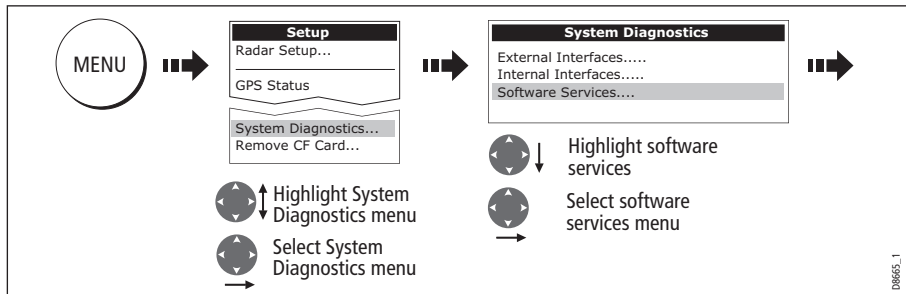 MENU
Setup
Radar Setup...
GPS Status
System Diagnostics...
Remove CF Card...
Highlight System
Diagnostics menu
Select System
Diagnostics menu
System Diagnostics
External Interfaces.....
Internal Interfaces.....
Software Services....
Highlight software
services
Select software
services menu
D8665_1